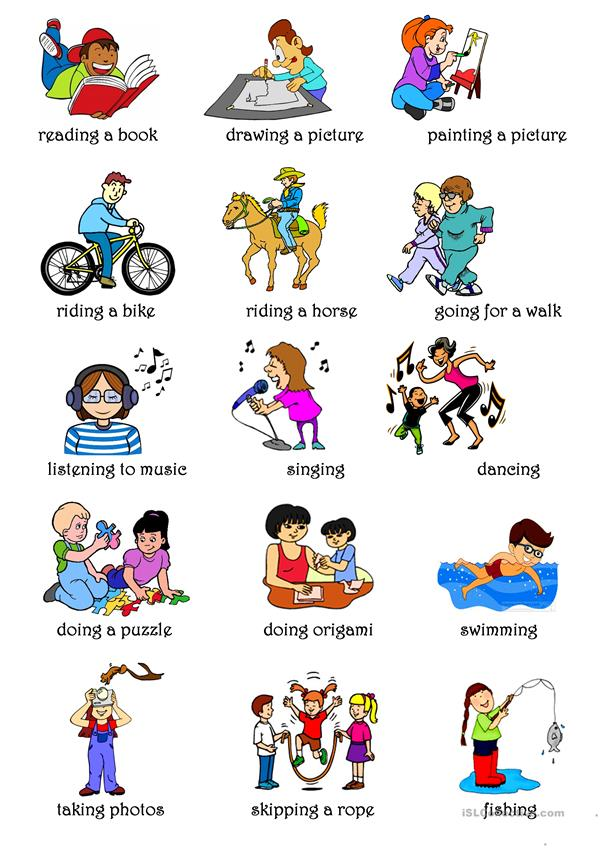 reading a book
drawing a picture
painting a picture
riding a bike
riding a horse
going for a walk
listening to music
singing
dancing
doing a puzzle
doing origami
swimming
taking photos
skipping a rope
fishing